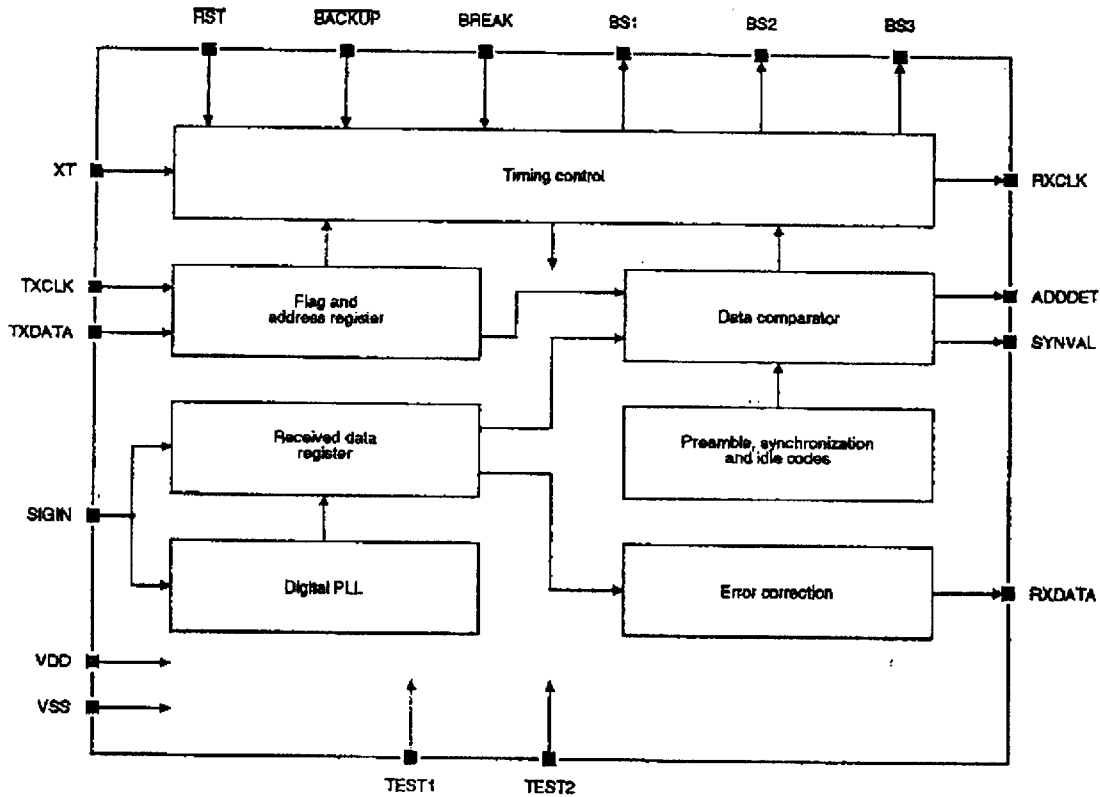 RST
BACKUP
BREAK
BS1
BS2
BS3
XT
Timing control
RXCLK
TXCLK
TXDATA
Flag and
address register
Data comparator
ADDDET
SYNVAL
Received data
register
Preamble, synchronization
and idle codes
SIGIN
Digital PLL
Error correction
RXDATA
VDD
VSS
TEST1
TEST2